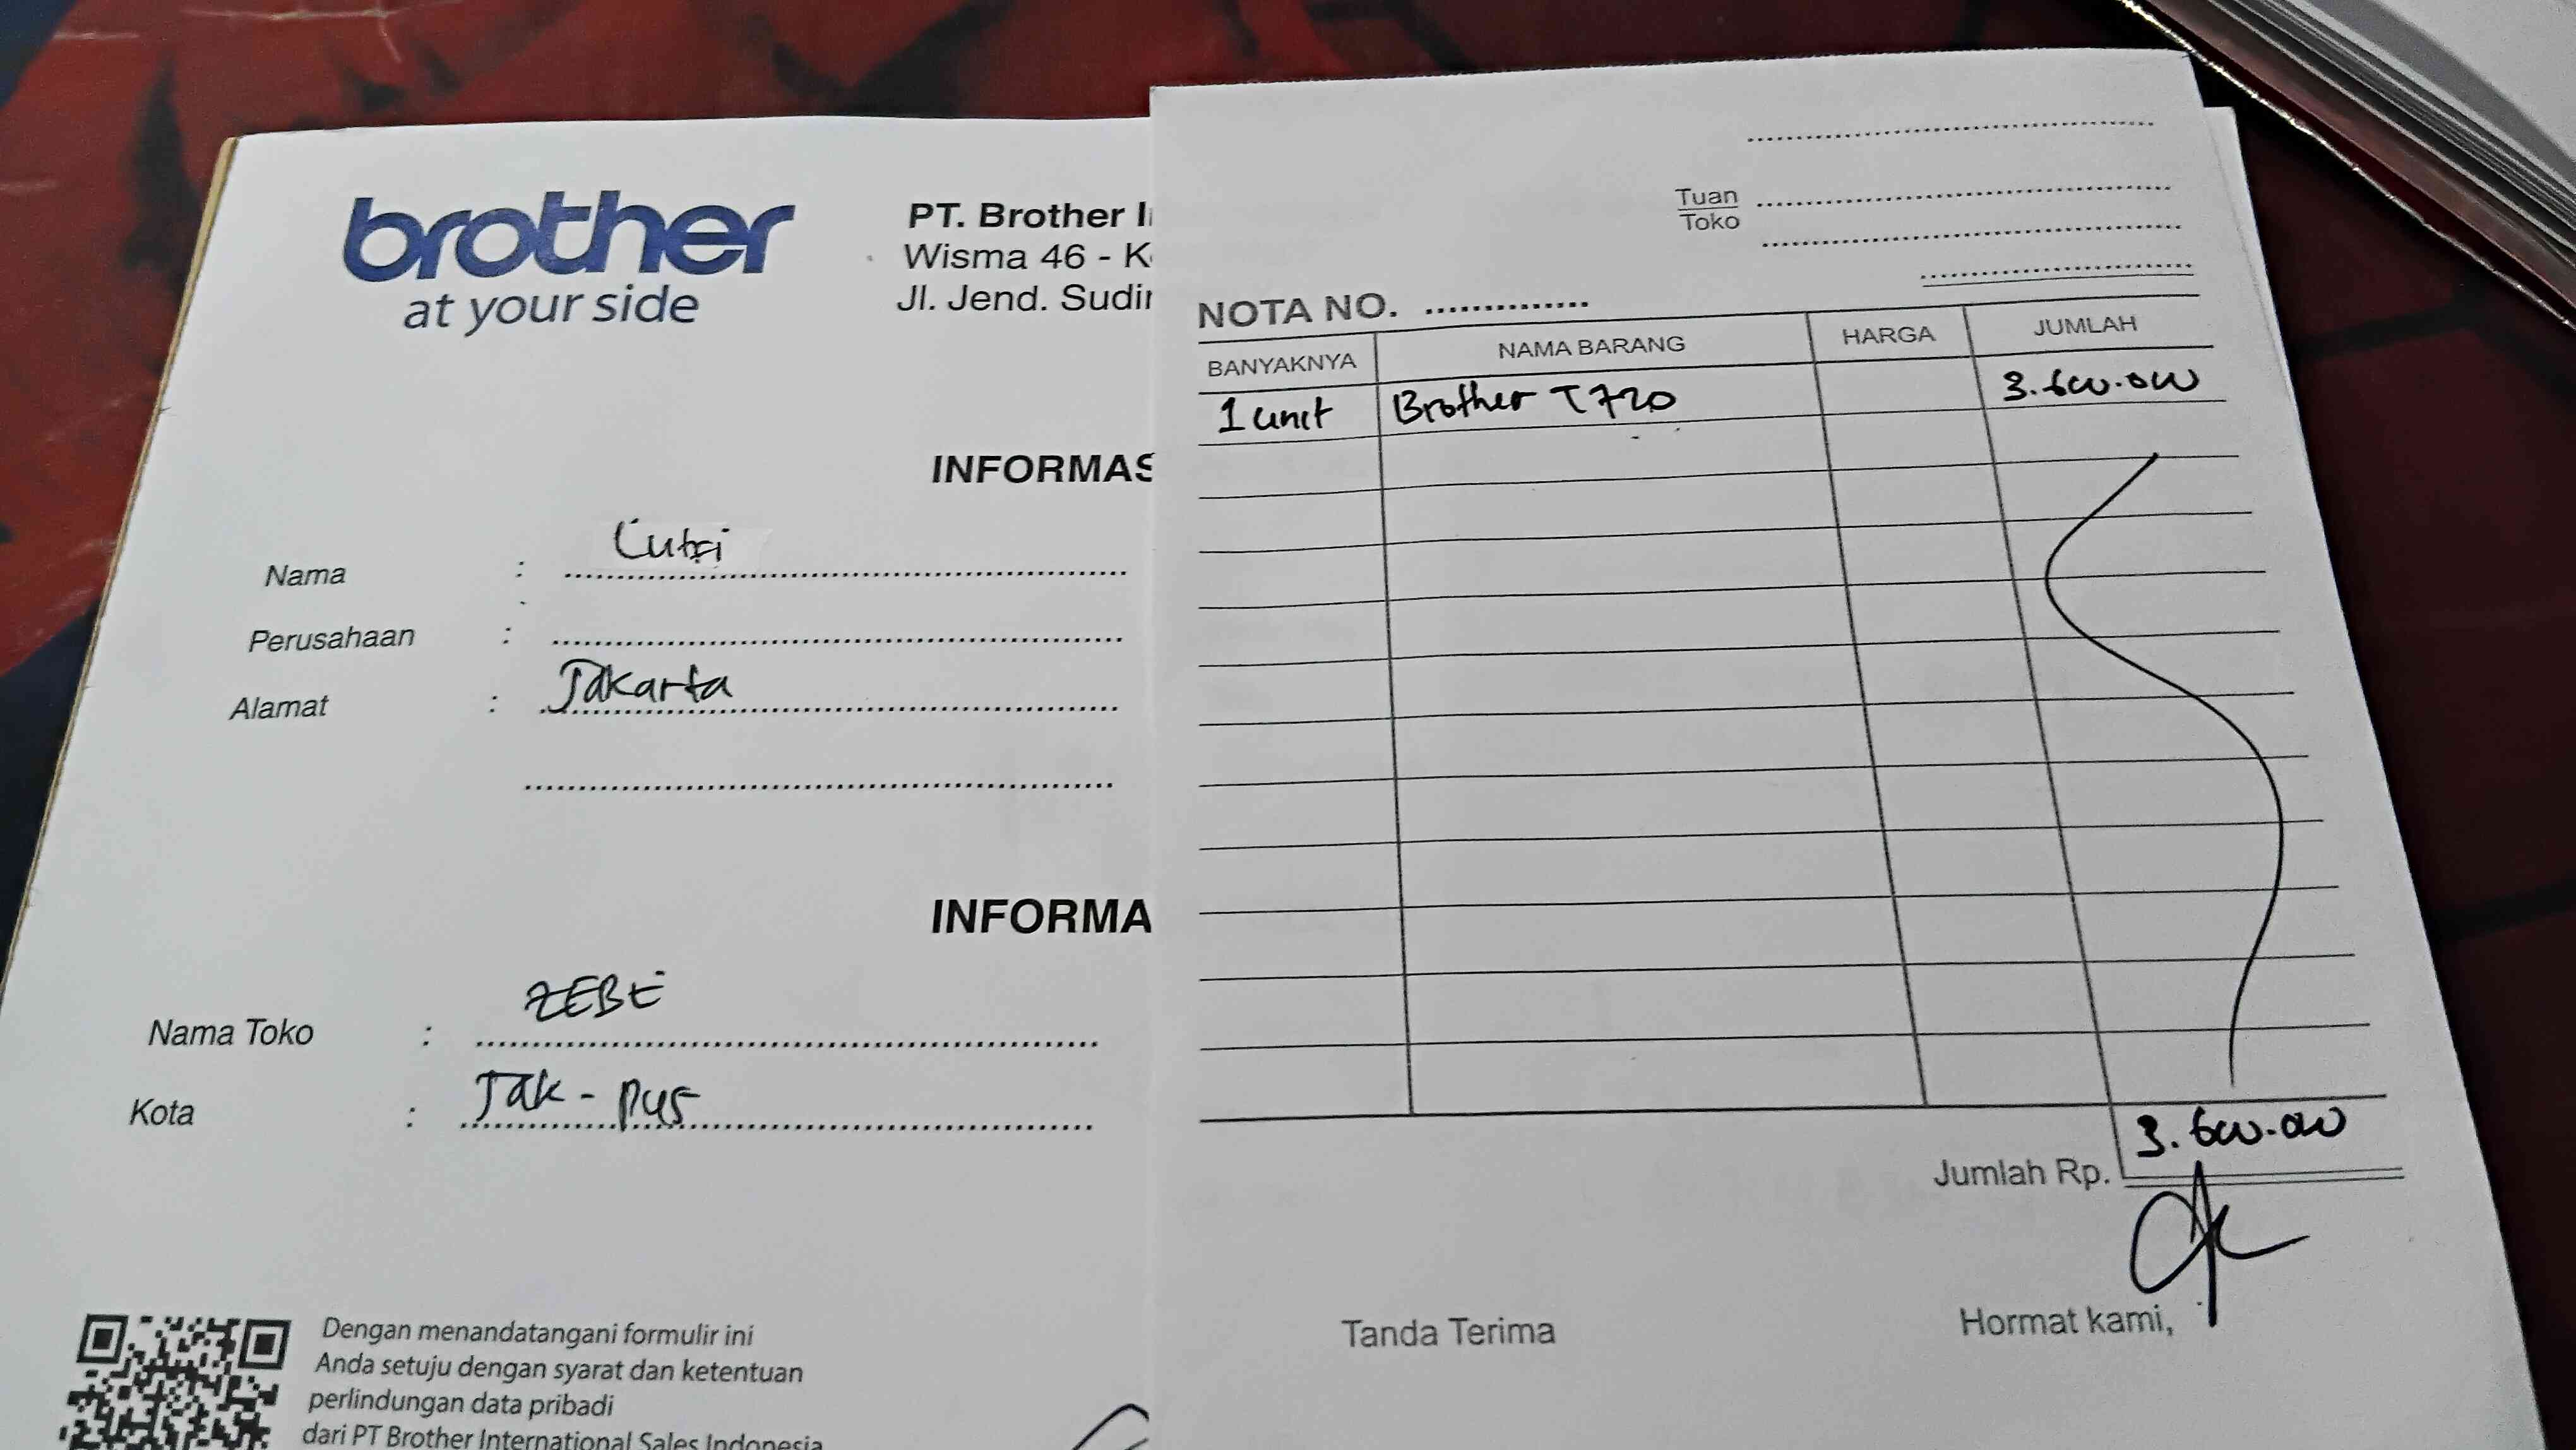 brother
at your side
PT. Brother I
Wisma 46 - K
Jl. Jend. Sudir
INFORMAS
Nama :
Perusahaan :
Alamat : Jakarta
INFORMA
Nama Toko : ZEBE
Kota : Jak - pus
Dengan menandatangani formulir ini
Anda setuju dengan syarat dan ketentuan
perlindungan data pribadi
dari PT Brother International Sales Indonesia
Tuan
Toko
NOTA NO.
BANYAKNYA NAMA BARANG HARGA JUMLAH
1 unit Brother T720 3.600.000
Jumlah Rp. 3.600.000
Tanda Terima Hormat kami,